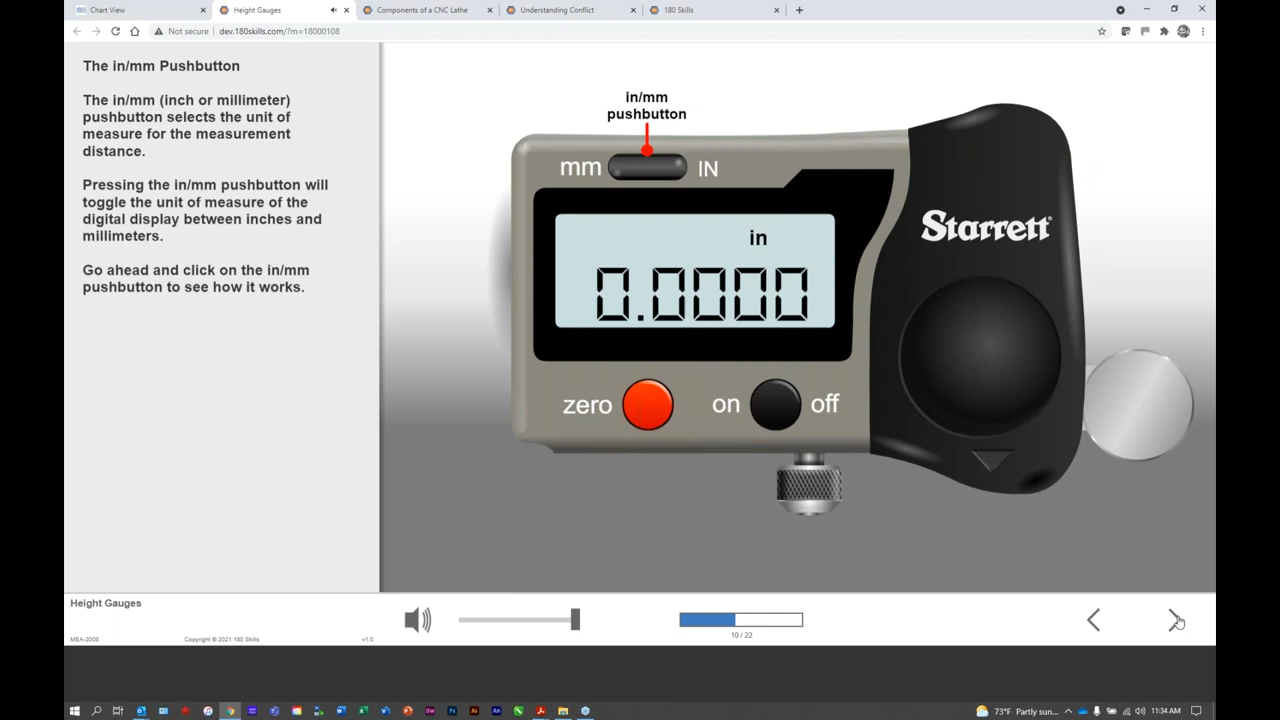 Chart View
Height Gauges
Components of a CNC Lathe
Understanding Conflict
180 Skills
Not secure
dev.180skills.com/?m=18000108
The in/mm Pushbutton
The in/mm (inch or millimeter)
pushbutton selects the unit of
measure for the measurement
distance.
Pressing the in/mm pushbutton will
toggle the unit of measure of the
digital display between inches and
millimeters.
Go ahead and click on the in/mm
pushbutton to see how it works.
in/mm
pushbutton
mm IN
in
0.0000
Starrett
zero on off
Height Gauges
MEA-2008 Copyright © 2021 180 Skills v1.0
10 / 22
73°F Partly sun... 11:34 AM